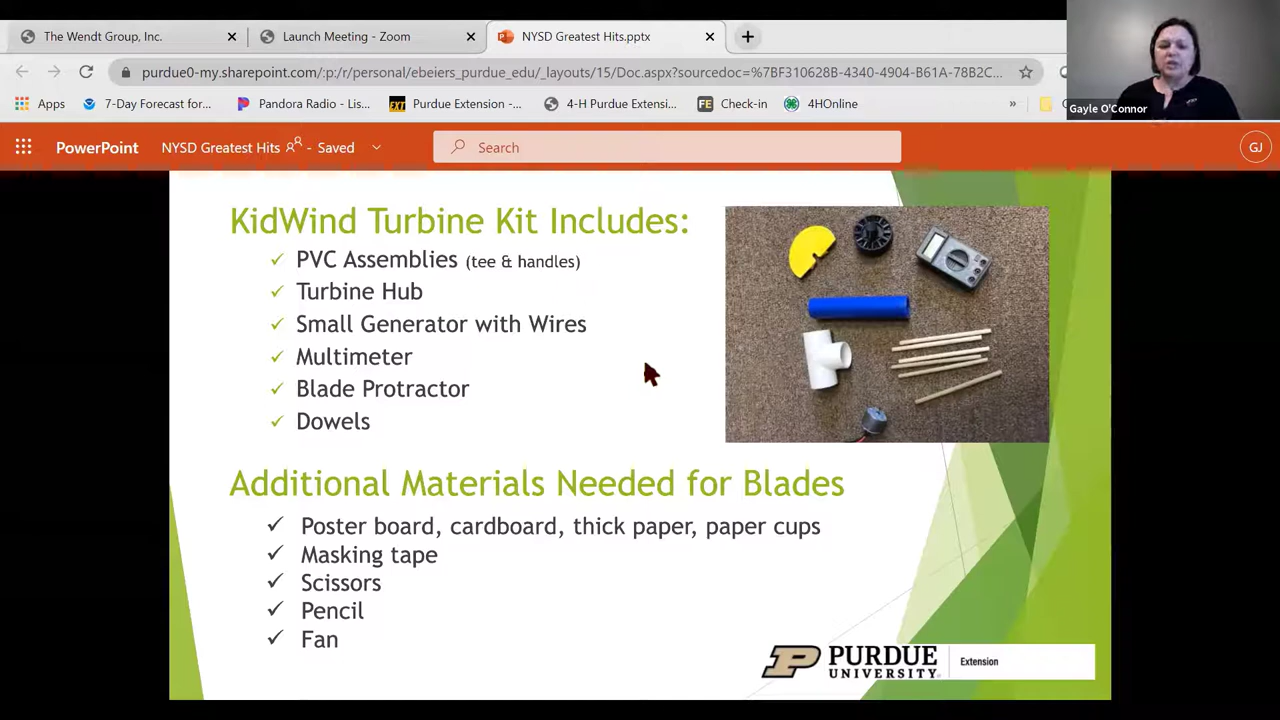 The Wendt Group, Inc.
Launch Meeting - Zoom
NYSD Greatest Hits.pptx
purdue0-my.sharepoint.com/:p:/r/personal/ebeiers_purdue_edu/_layouts/15/Doc.aspx?sourcedoc=%7BF310628B-4340-4904-B61A-78B2C...
Apps
7-Day Forecast for...
Pandora Radio - Lis...
EXT
Purdue Extension -...
4-H Purdue Extensi...
FE
Check-in
4HOnline
»
Gayle O'Connor
PowerPoint
NYSD Greatest Hits
- Saved
Search
GJ
KidWind Turbine Kit Includes:
✓ PVC Assemblies (tee & handles)
✓ Turbine Hub
✓ Small Generator with Wires
✓ Multimeter
✓ Blade Protractor
✓ Dowels
Additional Materials Needed for Blades
✓ Poster board, cardboard, thick paper, paper cups
✓ Masking tape
✓ Scissors
✓ Pencil
✓ Fan
P PURDUE
UNIVERSITY®
Extension